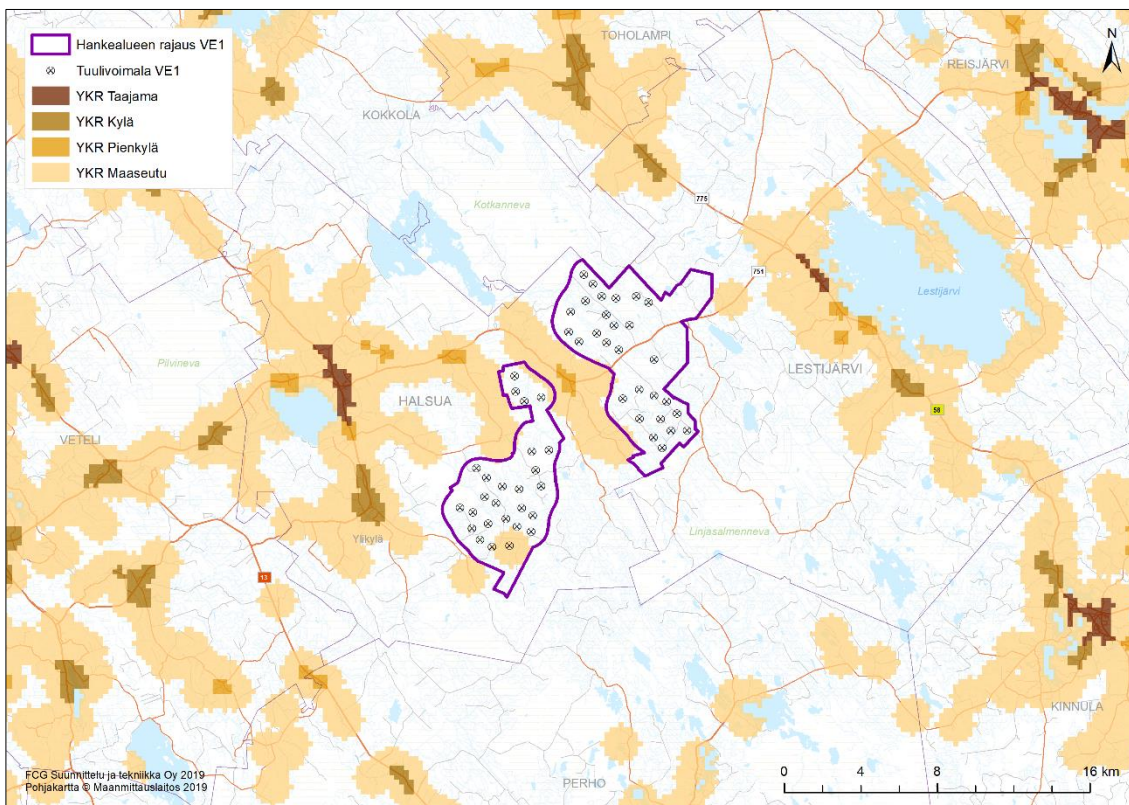 Hankealueen rajaus VE1
Tuulivoimala VE1
YKR Taajama
YKR Kylä
YKR Pienkylä
YKR Maaseutu
TOHOLAMPI
N
REISJÄRVI
KOKKOLA
Kotkanneva
775
751
Lestijärvi
Pilvineva
LESTIJÄRVI
HALSUA
58
VETELI
Linjasalmenneva
Ylikylä
13
KINNULA
PERHO
FCG Suunnittelu ja tekniikka Oy 2019
Pohjakartta © Maanmittauslaitos 2019
0 4 8 16 km